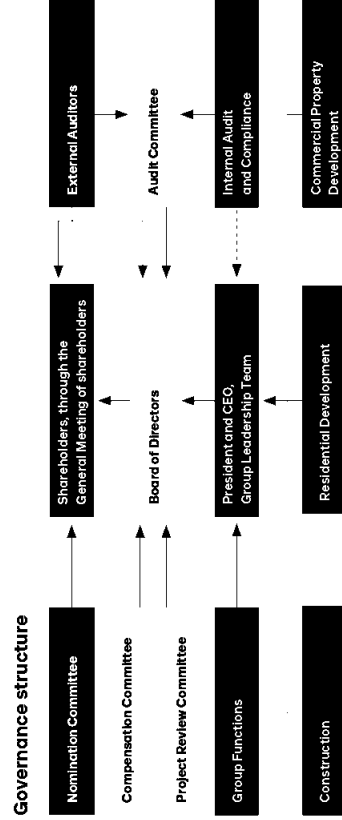 Governance structure
Nomination Committee
Shareholders, through the
General Meeting of shareholders
External Auditors
Compensation Committee
Project Review Committee
Board of Directors
Audit Committee
Group Functions
President and CEO,
Group Leadership Team
Internal Audit
and Compliance
Construction
Residential Development
Commercial Property
Development